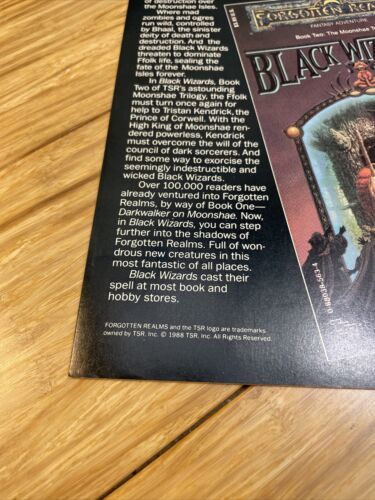 of destruction over
the Moonshae Isles.
Where mad
zombies and ogres
run wild, controlled
by Bhaal, the sinister
deity of death and
destruction. And the
dreaded Black Wizards
threaten to dominate
Ffolk life, sealing the
fate of the Moonshae
Isles forever.
In Black Wizards, Book
Two of TSR's astounding
Moonshae Trilogy, the Ffolk
must turn once again for
help to Tristan Kendrick, the
Prince of Corwell. With the
High King of Moonshae ren-
dered powerless, Kendrick
must overcome the will of the
council of dark sorcerers. And
find some way to exorcise the
seemingly indestructible and
wicked Black Wizards.
Over 100,000 readers have
already ventured into Forgotten
Realms, by way of Book One—
Darkwalker on Moonshae. Now,
in Black Wizards, you can step
further into the shadows of
Forgotten Realms. Full of won-
drous new creatures in this
most fantastic of all places.
Black Wizards cast their
spell at most book and
hobby stores.
FORGOTTEN REALMS and the TSR logo are trademarks
owned by TSR, Inc. © 1988 TSR, Inc. All Rights Reserved.
FORGOTTEN REALMS
FANTASY ADVENTURE
Book Two: The Moonshae
BLACK
0-88038-563-4